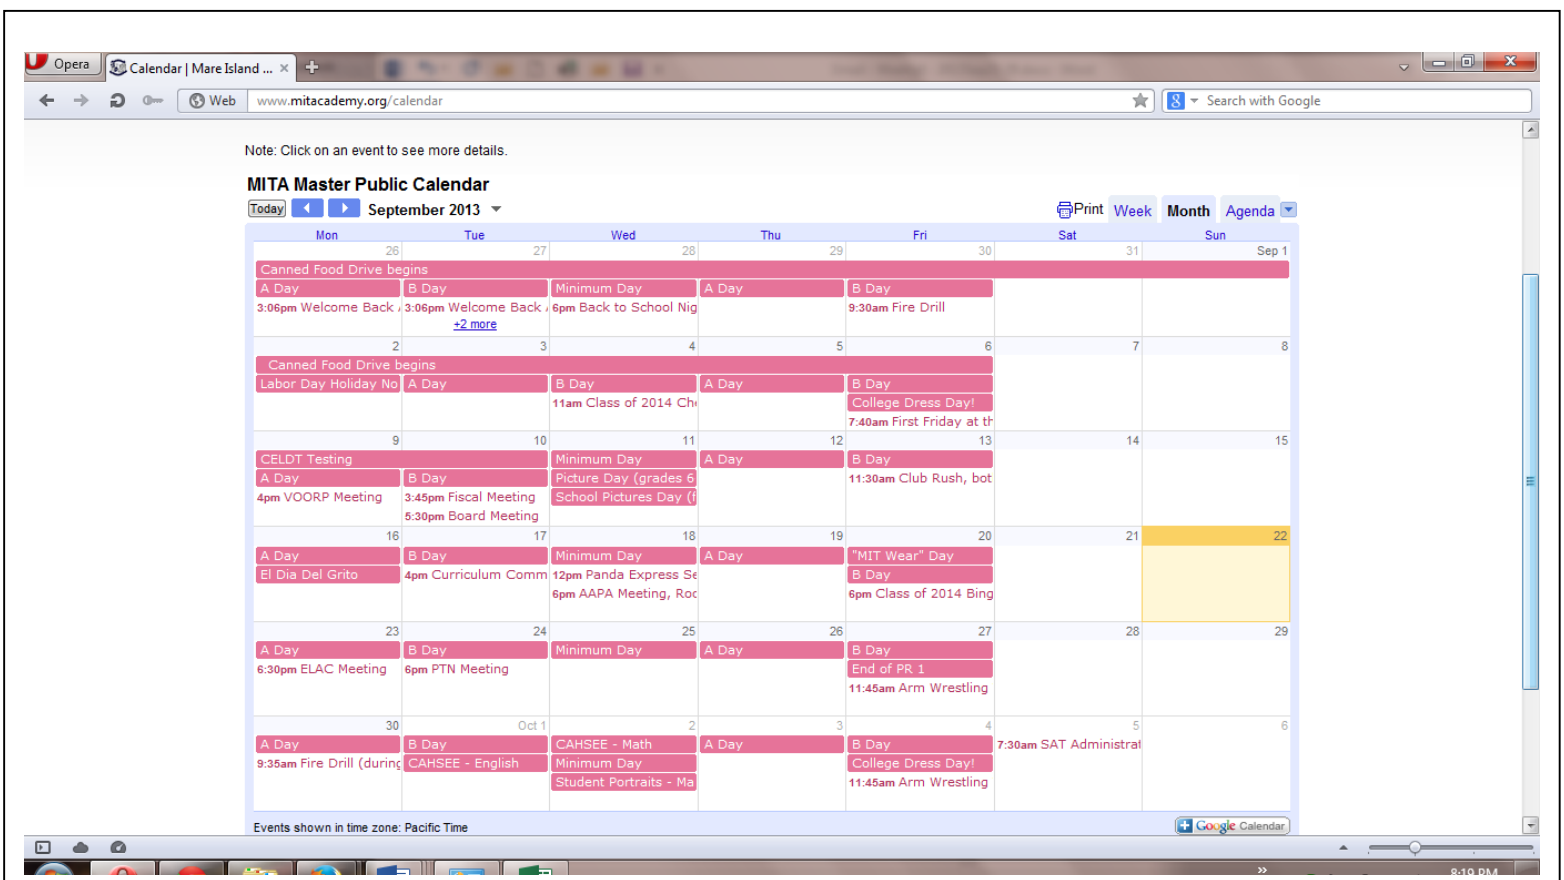 Opera
Calendar | Mare Island ... ×
Web
www.mitacademy.org/calendar
Search with Google
Note: Click on an event to see more details.
MITA Master Public Calendar
Today
September 2013
Print Week Month Agenda
Mon Tue Wed Thu Fri Sat Sun
26 27 28 29 30 31 Sep 1
Canned Food Drive begins
A Day B Day Minimum Day A Day B Day
3:06pm Welcome Back 3:06pm Welcome Back 6pm Back to School Nig 9:30am Fire Drill
+2 more
2 3 4 5 6 7 8
Canned Food Drive begins
Labor Day Holiday No A Day B Day A Day B Day
11am Class of 2014 Ch College Dress Day!
7:40am First Friday at th
9 10 11 12 13 14 15
CELDT Testing Minimum Day A Day B Day
A Day B Day Picture Day (grades 6 11:30am Club Rush, bot
4pm VOORP Meeting 3:45pm Fiscal Meeting School Pictures Day (f
5:30pm Board Meeting
16 17 18 19 20 21 22
A Day B Day Minimum Day A Day "MIT Wear" Day
El Dia Del Grito 4pm Curriculum Comm 12pm Panda Express Se B Day
6pm AAPA Meeting, Roo 6pm Class of 2014 Bing
23 24 25 26 27 28 29
A Day B Day Minimum Day A Day B Day
6:30pm ELAC Meeting 6pm PTN Meeting End of PR 1
11:45am Arm Wrestling
30 Oct 1 2 3 4 5 6
A Day B Day CAHSEE - Math A Day B Day 7:30am SAT Administrat
9:35am Fire Drill (during CAHSEE - English Minimum Day College Dress Day!
Student Portraits - Ma 11:45am Arm Wrestling
Events shown in time zone: Pacific Time
Google Calendar
8:19 PM